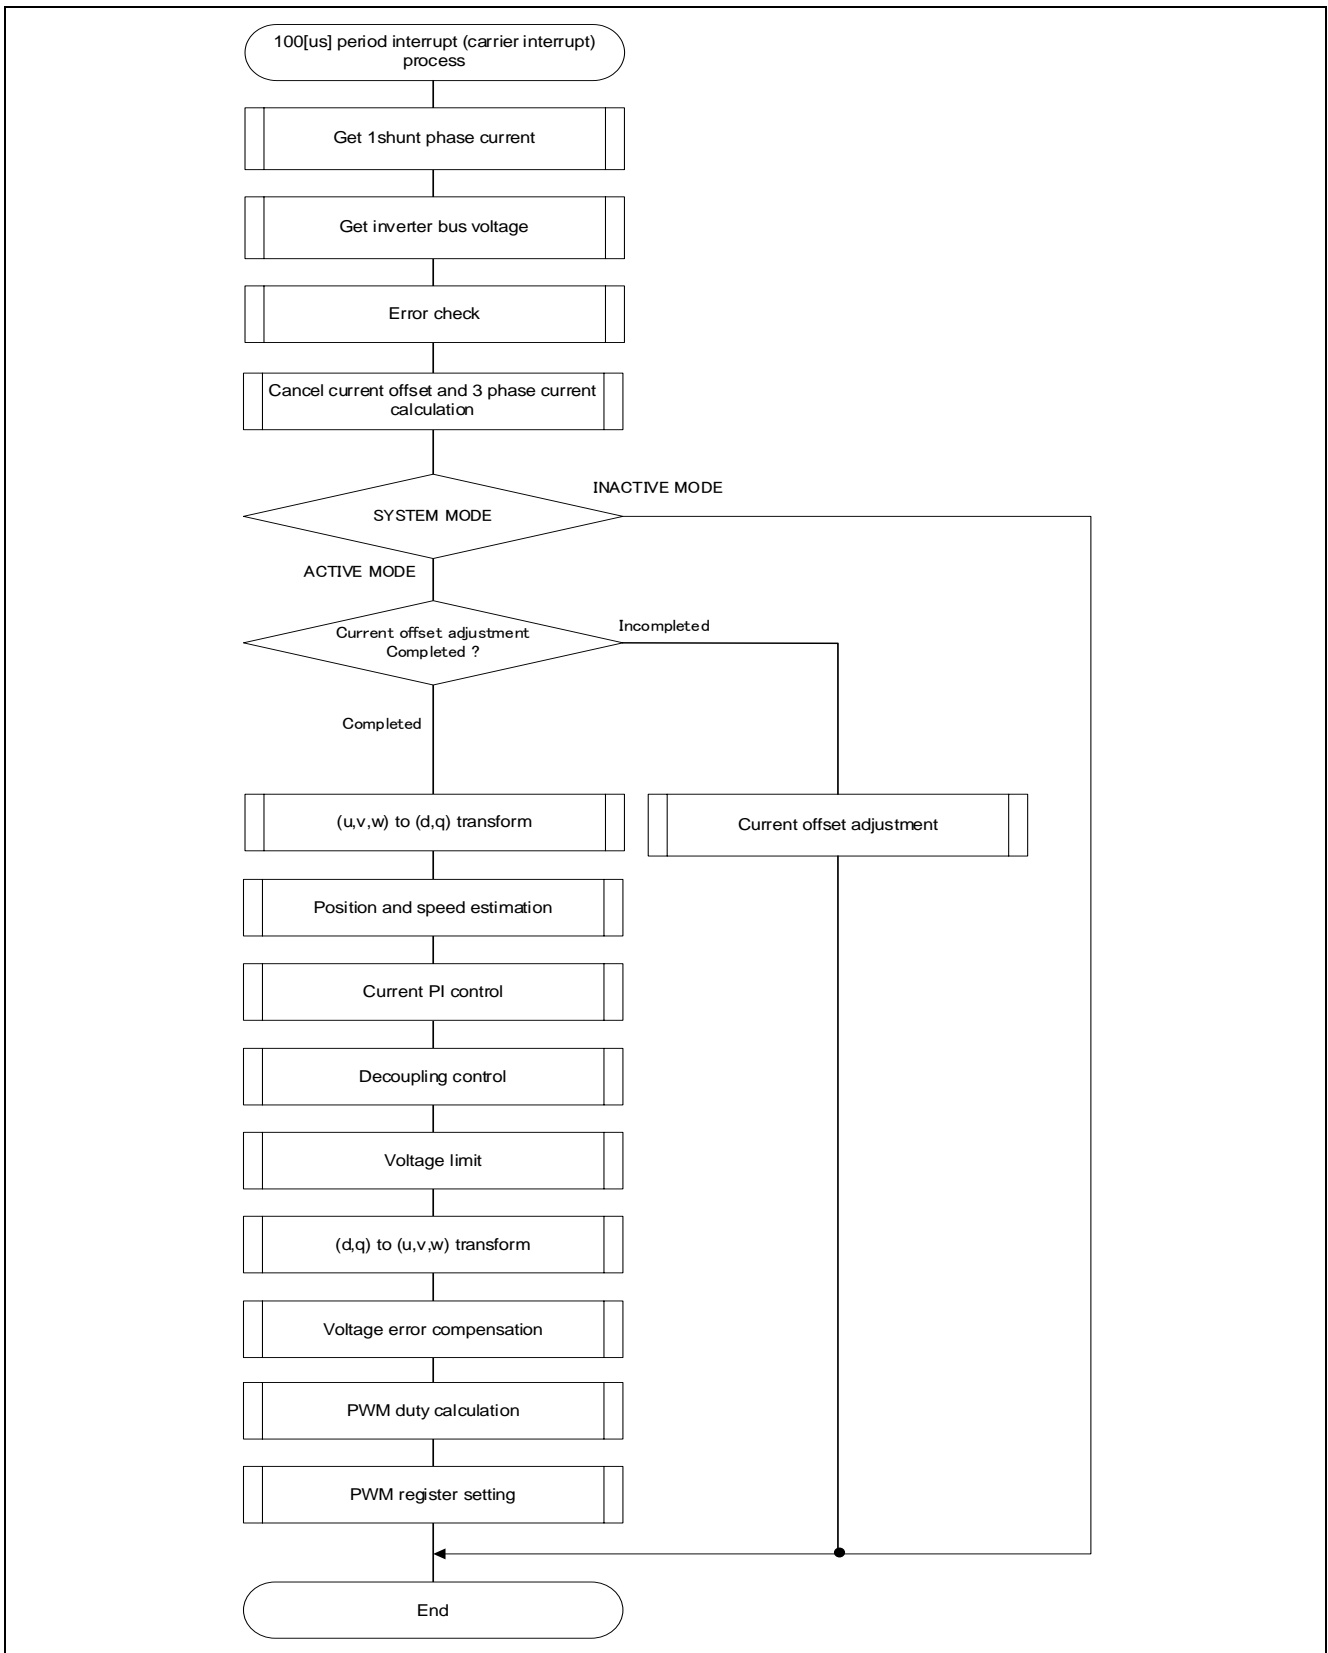 100[us] period interrupt (carrier interrupt)
process
Get 1shunt phase current
Get inverter bus voltage
Error check
Cancel current offset and 3 phase current
calculation
SYSTEM MODE
INACTIVE MODE
ACTIVE MODE
Current offset adjustment
Completed ?
Incompleted
Completed
(u,v,w) to (d,q) transform
Current offset adjustment
Position and speed estimation
Current PI control
Decoupling control
Voltage limit
(d,q) to (u,v,w) transform
Voltage error compensation
PWM duty calculation
PWM register setting
End